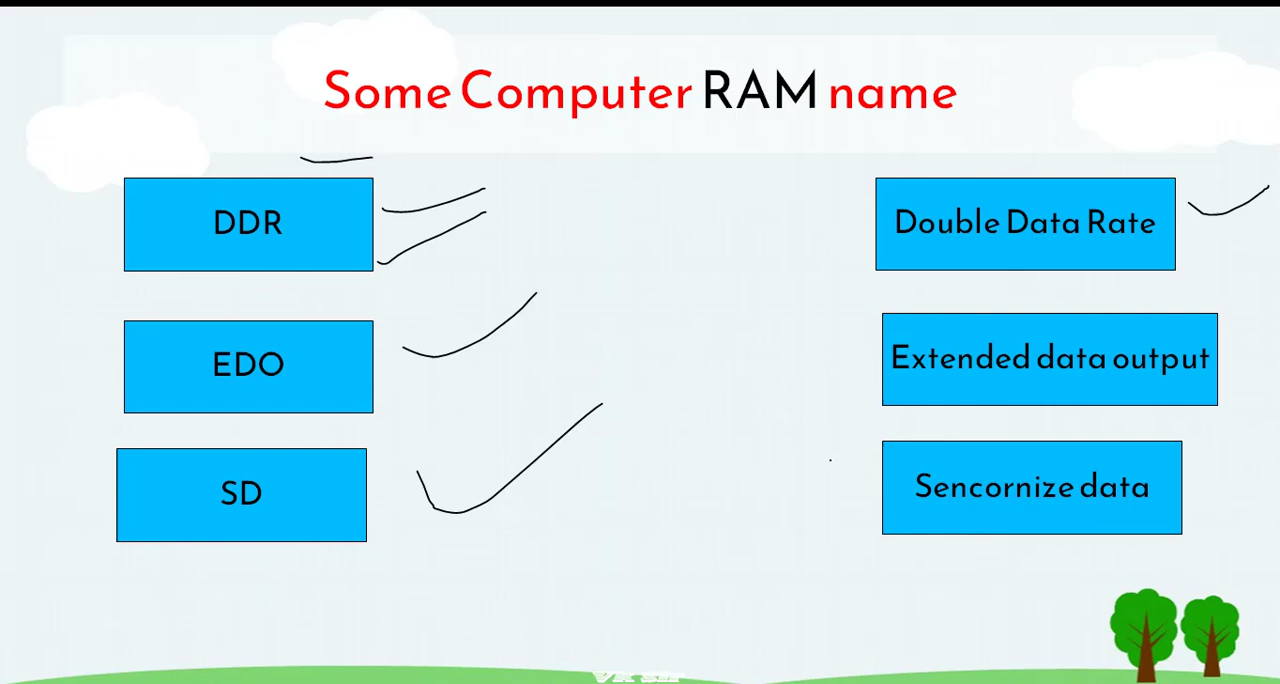 Some Computer RAM name
DDR
Double Data Rate
EDO
Extended data output
SD
Sencornize data